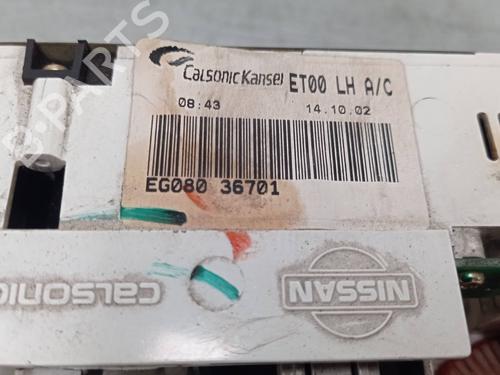 CalsonicKansei ET00 LH A/C
08:43 14.10.02
EG080 36701
CALSONIC
NISSAN
B-PARTS